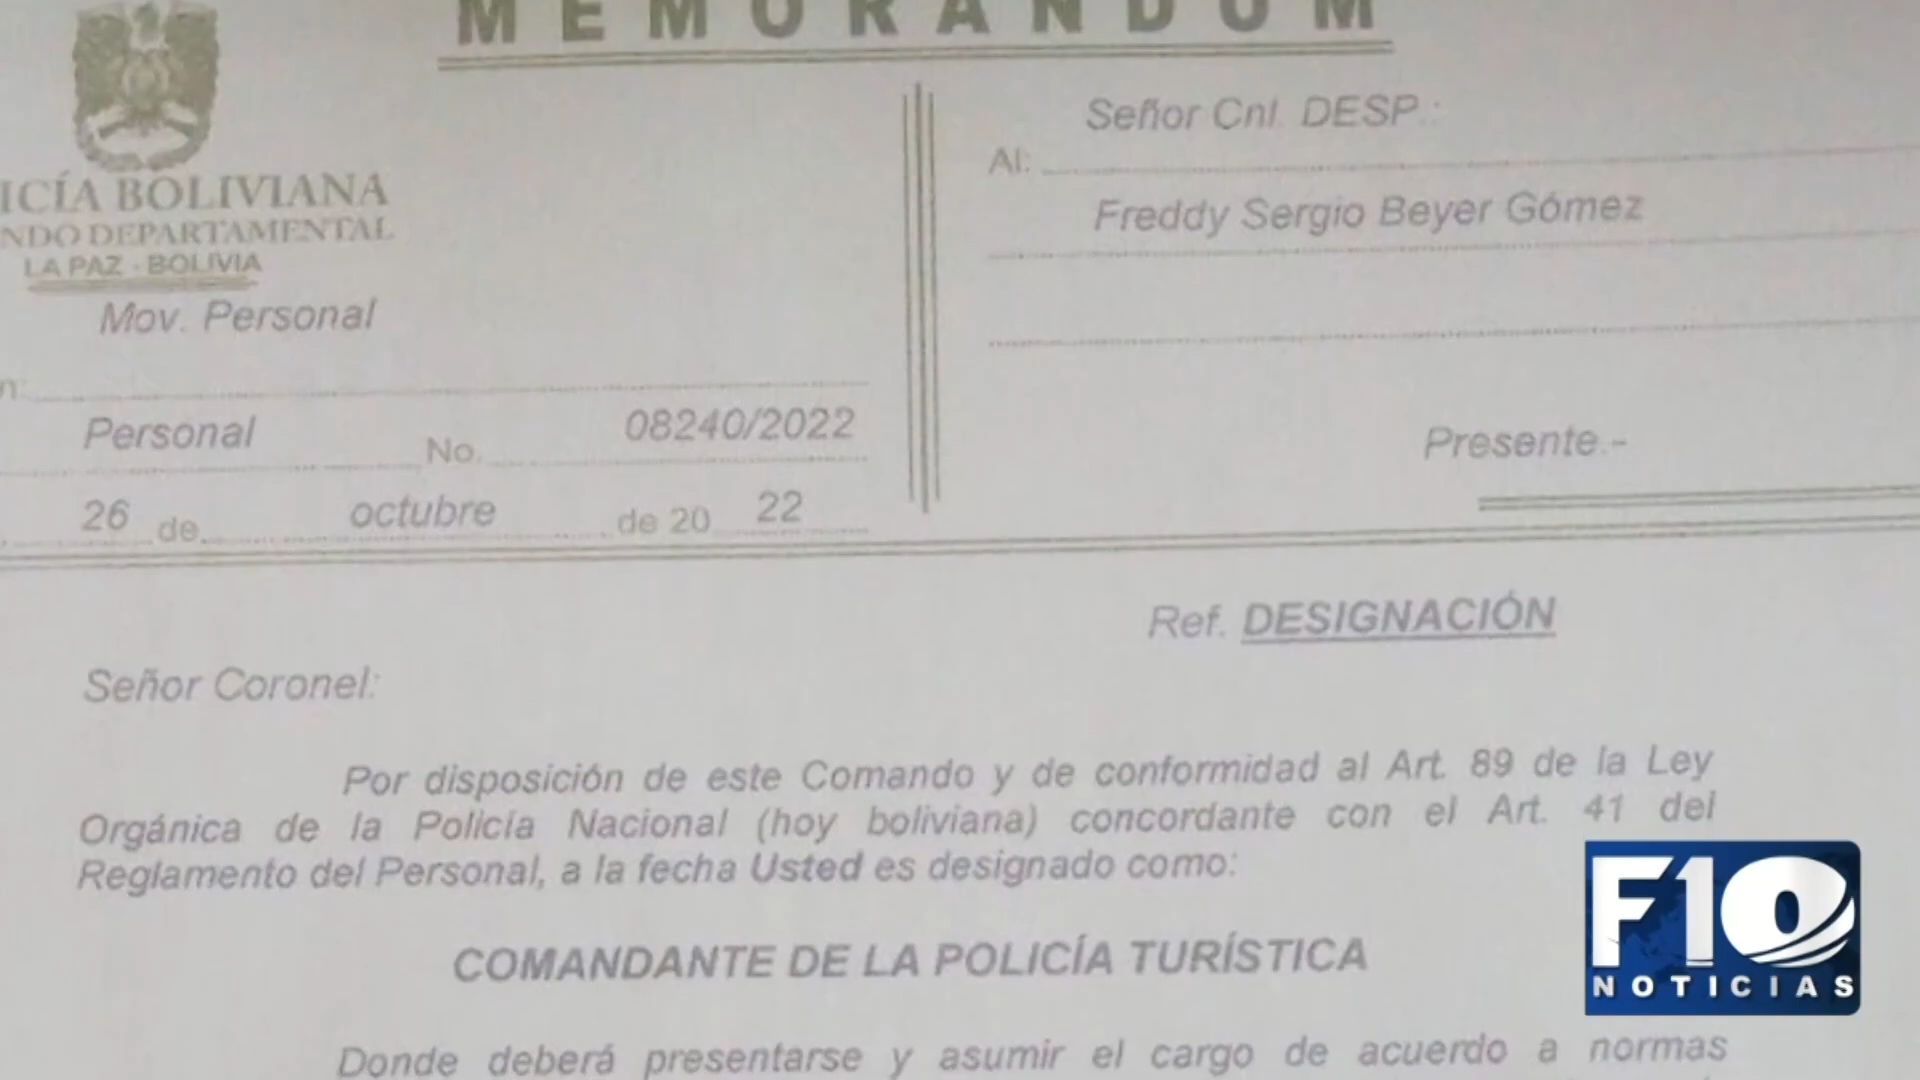 MEMORANDUM
ICÍA BOLIVIANA
NDO DEPARTAMENTAL
LA PAZ - BOLIVIA
Mov. Personal
Señor Cnl. DESP.:
Al:
Freddy Sergio Beyer Gómez
Personal No. 08240/2022
Presente.-
26 de octubre de 20 22
Ref. DESIGNACIÓN
Señor Coronel:
Por disposición de este Comando y de conformidad al Art. 89 de la Ley
Orgánica de la Policía Nacional (hoy boliviana) concordante con el Art. 41 del
Reglamento del Personal, a la fecha Usted es designado como:
COMANDANTE DE LA POLICÍA TURÍSTICA
Donde deberá presentarse y asumir el cargo de acuerdo a normas
F10
NOTICIAS